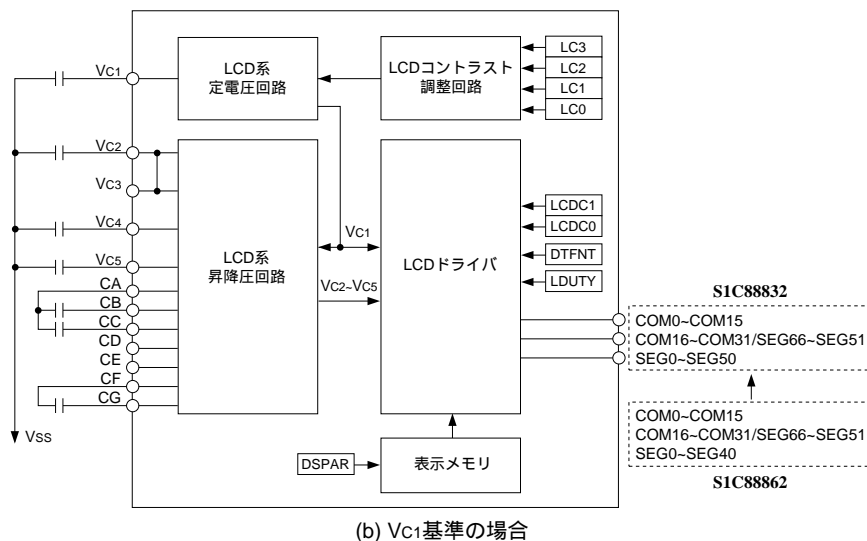 LCD系
定電圧回路
LCDコントラスト
調整回路
LC3
LC2
LC1
LC0
VC1
VC2
VC3
VC4
VC5
CA
CB
CC
CD
CE
CF
CG
VSS
LCD系
昇降圧回路
VC1
VC2~VC5
LCDドライバ
LCDC1
LCDC0
DTFNT
LDUTY
S1C88832
COM0~COM15
COM16~COM31/SEG66~SEG51
SEG0~SEG50
COM0~COM15
COM16~COM31/SEG66~SEG51
SEG0~SEG40
S1C88862
DSPAR
表示メモリ
(b) VC1基準の場合